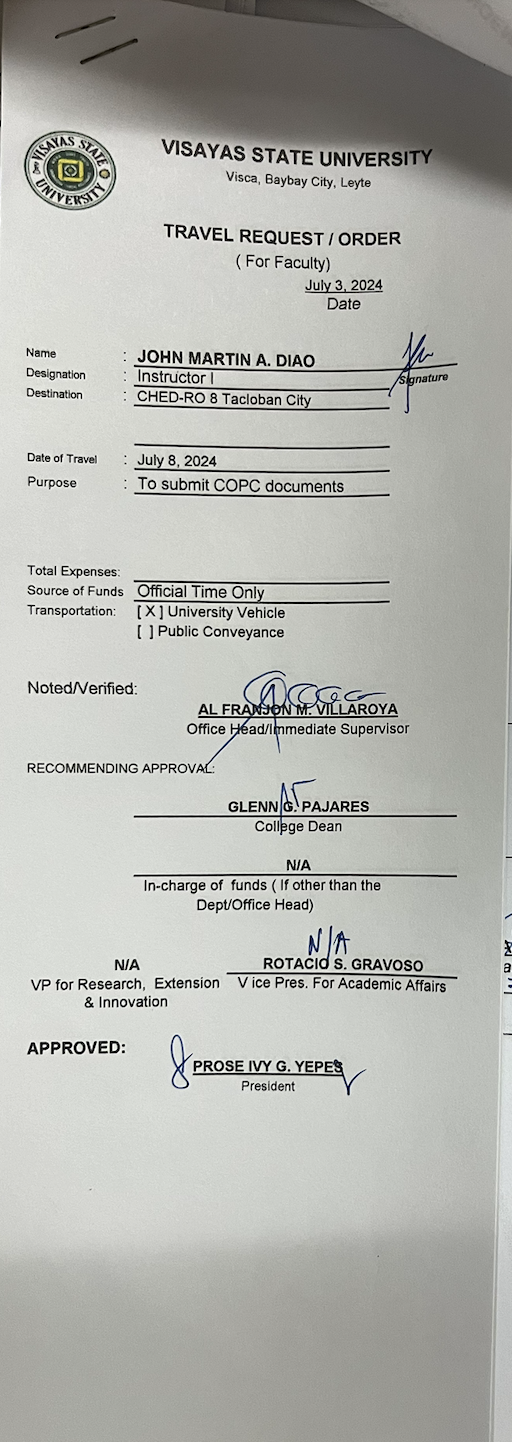 VISAYAS STATE UNIVERSITY
VISAYAS STATE UNIVERSITY
Visca, Baybay City, Leyte
TRAVEL REQUEST / ORDER
( For Faculty)
July 3, 2024
Date
Name : JOHN MARTIN A. DIAO
Designation : Instructor I
Signature
Destination : CHED-RO 8 Tacloban City
Date of Travel : July 8, 2024
Purpose : To submit COPC documents
Total Expenses:
Source of Funds Official Time Only
Transportation: [ X ] University Vehicle
[ ] Public Conveyance
Noted/Verified:
AL FRANJON M. VILLAROYA
Office Head/Immediate Supervisor
RECOMMENDING APPROVAL:
GLENN G. PAJARES
College Dean
N/A
In-charge of funds ( If other than the
Dept/Office Head)
N/A
N/A ROTACIO S. GRAVOSO
VP for Research, Extension V ice Pres. For Academic Affairs
& Innovation
APPROVED:
PROSE IVY G. YEPES
President